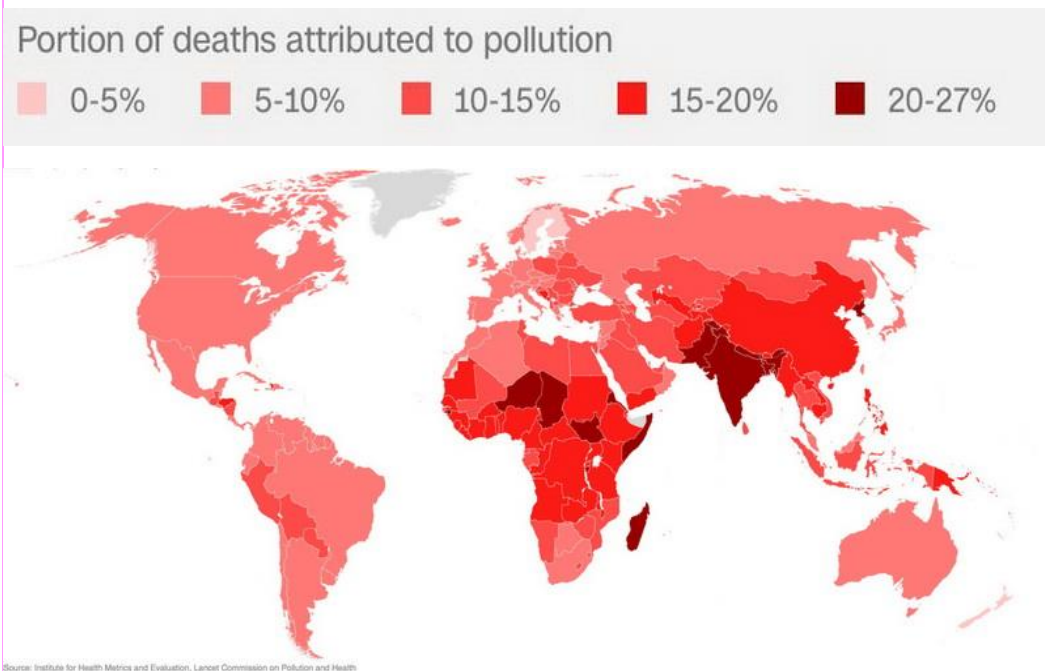 Portion of deaths attributed to pollution
0-5% 5-10% 10-15% 15-20% 20-27%
Source: Institute for Health Metrics and Evaluation, Lancet Commission on Pollution and Health